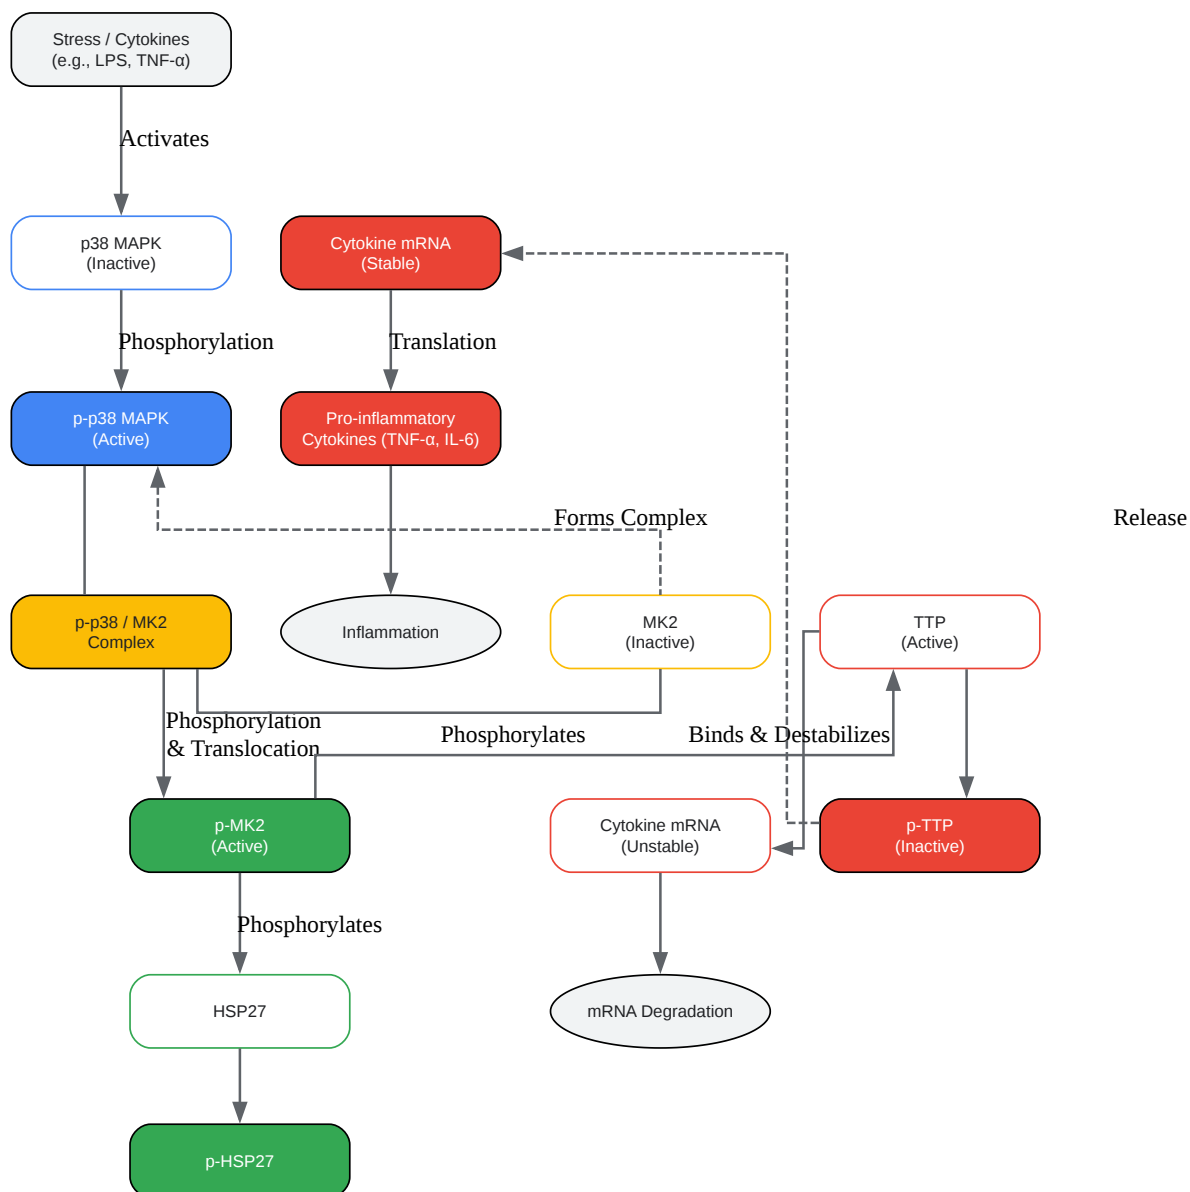 Stress / Cytokines
(e.g., LPS, TNF-α)
Activates
p38 MAPK
(Inactive)
Cytokine mRNA
(Stable)
Phosphorylation
Translation
p-p38 MAPK
(Active)
Pro-inflammatory
Cytokines (TNF-α, IL-6)
Forms Complex
Release
p-p38 / MK2
Complex
Inflammation
MK2
(Inactive)
TTP
(Active)
Phosphorylation
& Translocation
Phosphorylates
Binds & Destabilizes
p-MK2
(Active)
Cytokine mRNA
(Unstable)
p-TTP
(Inactive)
Phosphorylates
HSP27
mRNA Degradation
p-HSP27